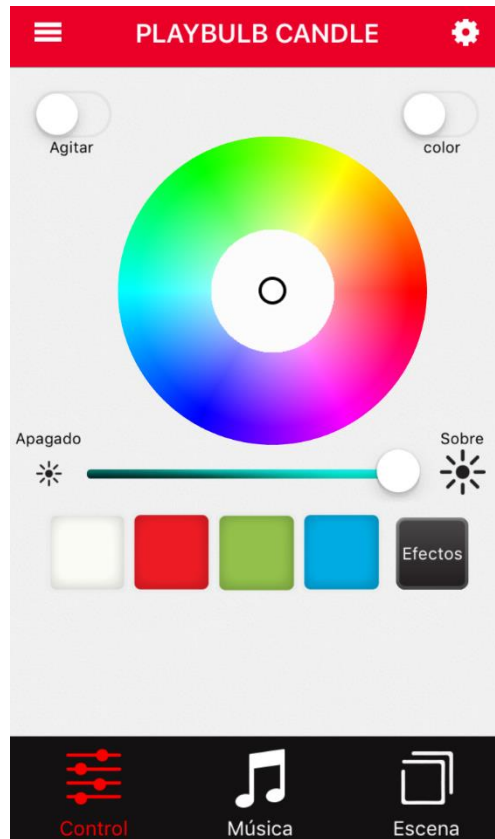 PLAYBULB CANDLE
Agitar
color
Apagado
Sobre
Efectos
Control
Música
Escena